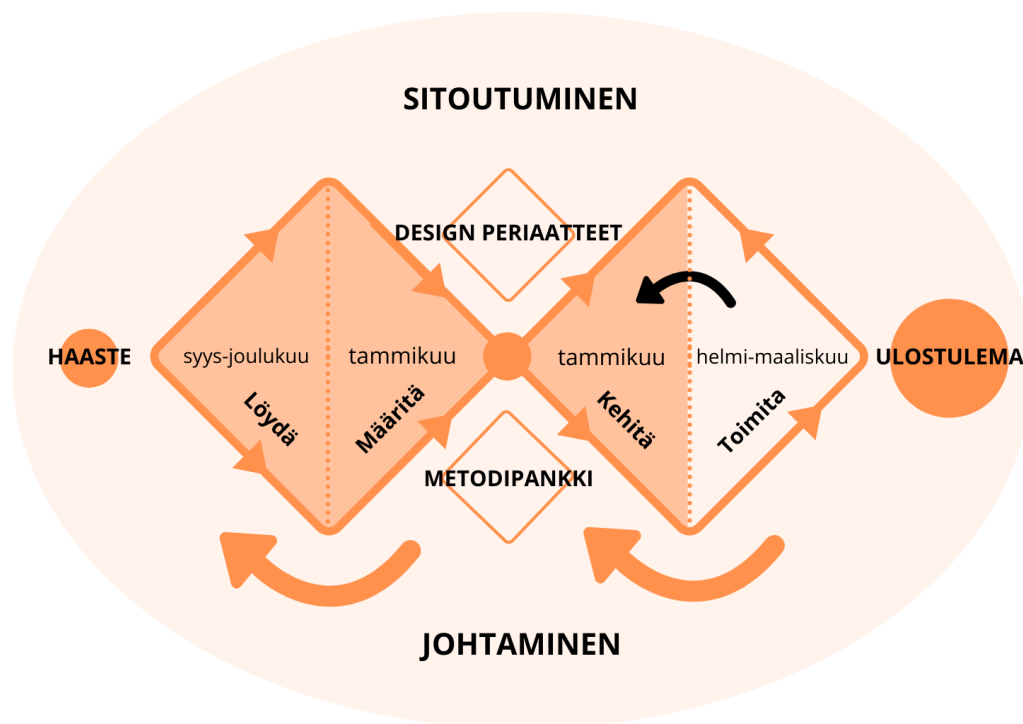 SITOUTUMINEN
DESIGN PERIAATTEET
HAASTE
syys-joulukuu
tammikuu
tammikuu
helmi-maaliskuu
ULOSTULEMA
Löydä
Määritä
Kehitä
Toimita
METODIPANKKI
JOHTAMINEN